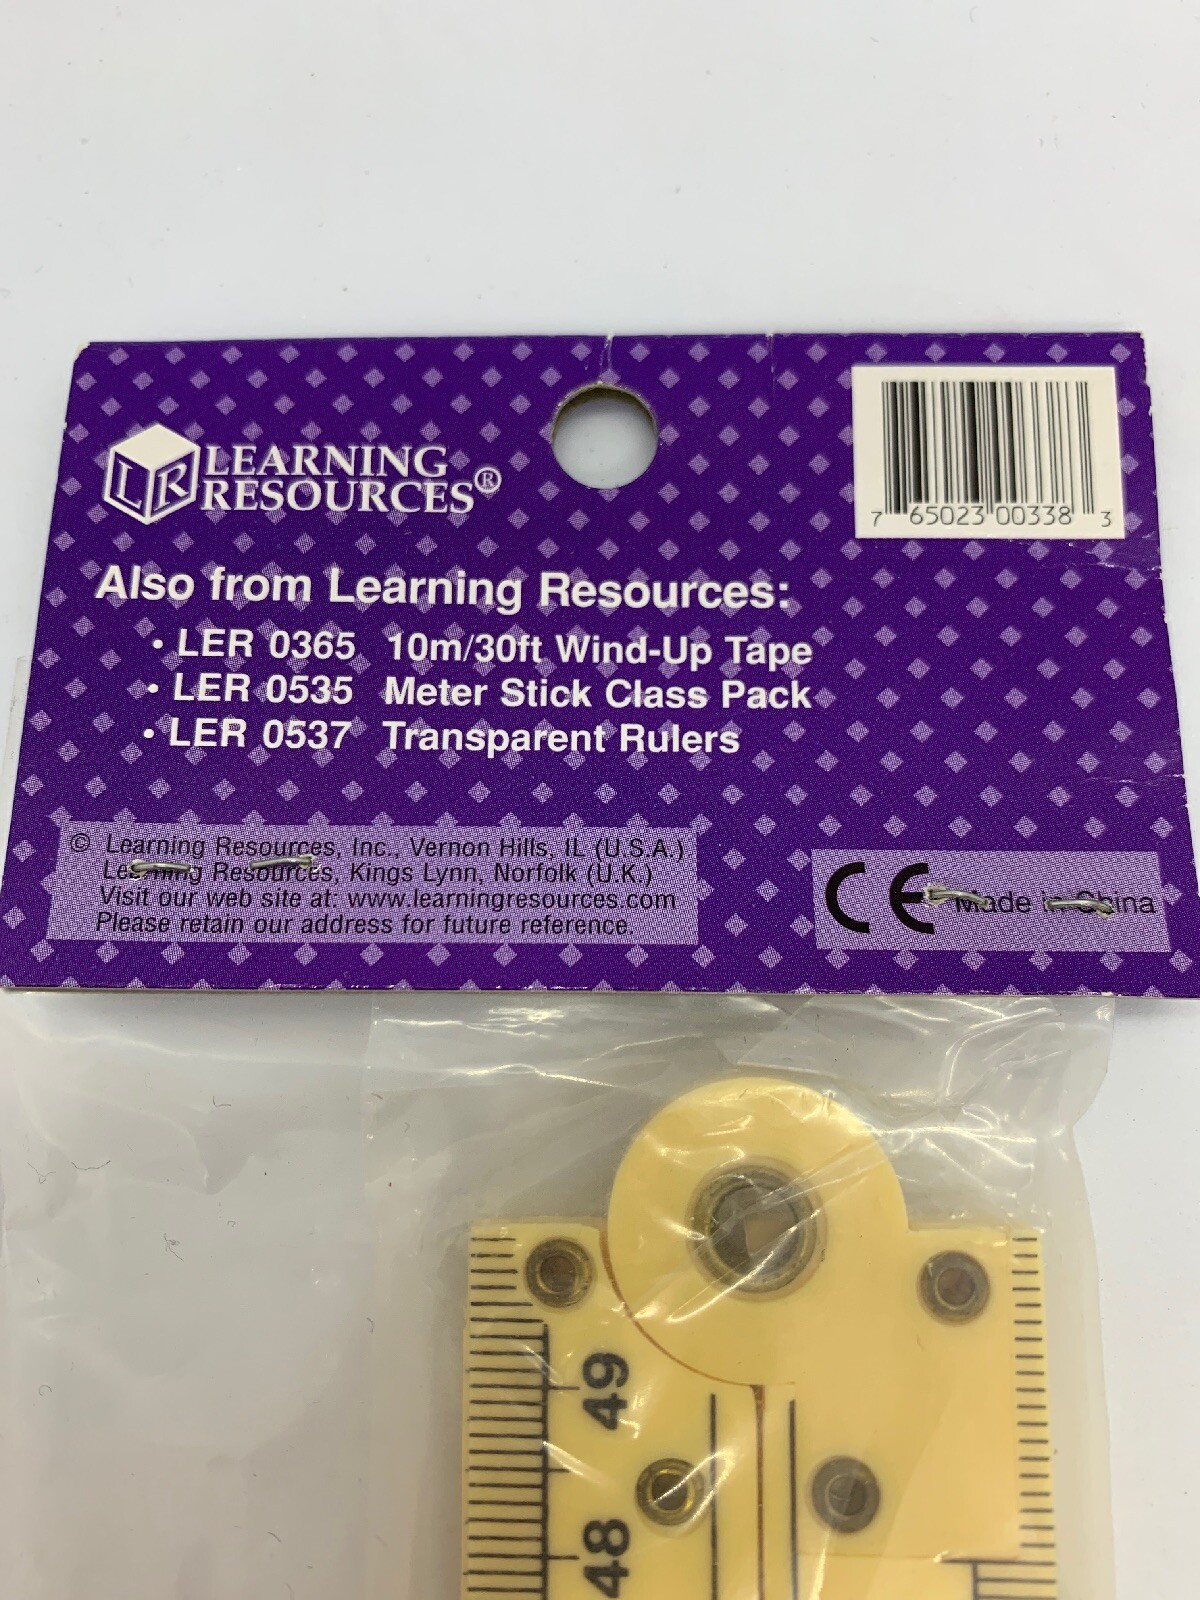 LR LEARNING
RESOURCES®
7 65023 00338 3
Also from Learning Resources:
• LER 0365 10m/30ft Wind-Up Tape
• LER 0535 Meter Stick Class Pack
• LER 0537 Transparent Rulers
© Learning Resources, Inc., Vernon Hills, IL (U.S.A.)
Learning Resources, Kings Lynn, Norfolk (U.K.)
Visit our web site at: www.learningresources.com
Please retain our address for future reference.
CE Made in China
49
48